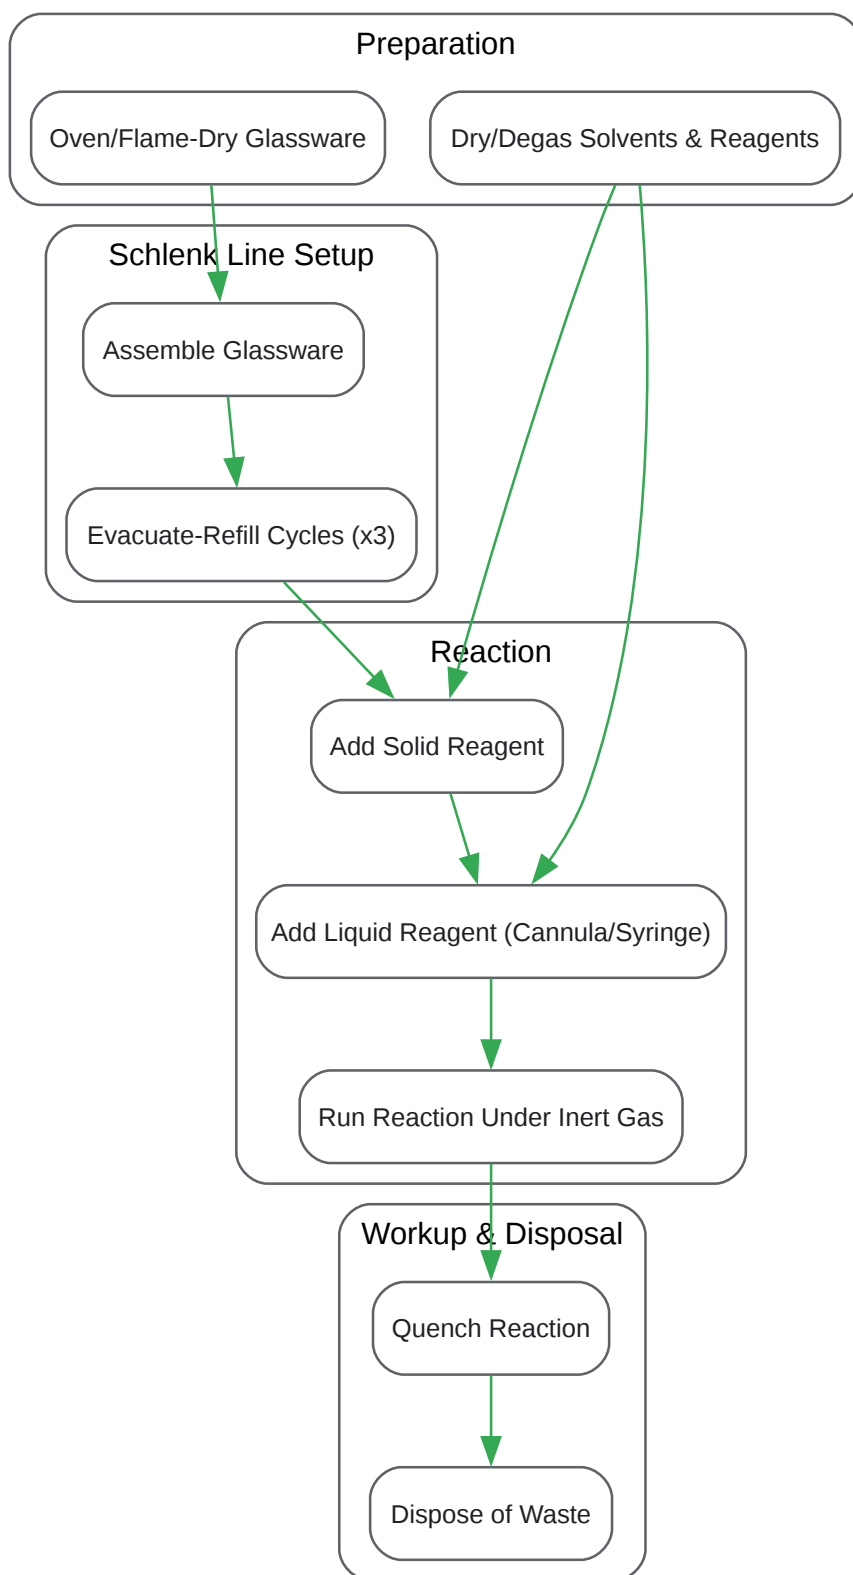 Preparation
Oven/Flame-Dry Glassware
Dry/Degas Solvents & Reagents
Schlenk Line Setup
Assemble Glassware
Evacuate-Refill Cycles (x3)
Reaction
Add Solid Reagent
Add Liquid Reagent (Cannula/Syringe)
Run Reaction Under Inert Gas
Workup & Disposal
Quench Reaction
Dispose of Waste